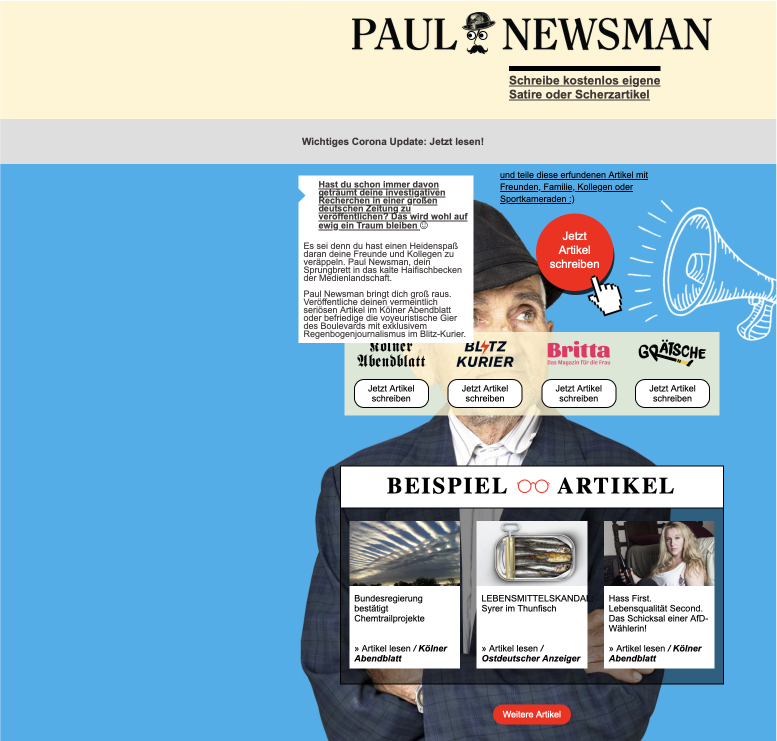 PAUL NEWSMAN
Schreibe kostenlos eigene
Satire oder Scherzartikel
Wichtiges Corona Update: Jetzt lesen!
Hast du schon immer davon
geträumt deine investigativen
Recherchen in einer großen
deutschen Zeitung zu
veröffentlichen? Das wird wohl auf
ewig ein Traum bleiben ☺
Es sei denn du hast einen Heidenspaß
daran deine Freunde und Kollegen zu
veräppeln. Paul Newsman, dein
Sprungbrett in das kalte Haifischbecken
der Medienlandschaft.
Paul Newsman bringt dich groß raus.
Veröffentliche deinen vermeintlich
seriösen Artikel im Kölner Abendblatt
oder befriedige die voyeuristische Gier
des Boulevards mit exklusivem
Regenbogenjournalismus im Blitz-Kurier.
und teile diese erfundenen Artikel mit
Freunden, Familie, Kollegen oder
Sportkameraden :)
Jetzt
Artikel
schreiben
Kölner
Abendblatt
BLITZ
KURIER
Britta
Das Magazin für die Frau
GRÄTSCHE
Jetzt Artikel
schreiben
Jetzt Artikel
schreiben
Jetzt Artikel
schreiben
Jetzt Artikel
schreiben
BEISPIEL ARTIKEL
Bundesregierung
bestätigt
Chemtrailprojekte
» Artikel lesen / Kölner
Abendblatt
LEBENSMITTELSKANDAL:
Syrer im Thunfisch
» Artikel lesen /
Ostdeutscher Anzeiger
Hass First.
Lebensqualität Second.
Das Schicksal einer AfD-
Wählerin!
» Artikel lesen / Kölner
Abendblatt
Weitere Artikel